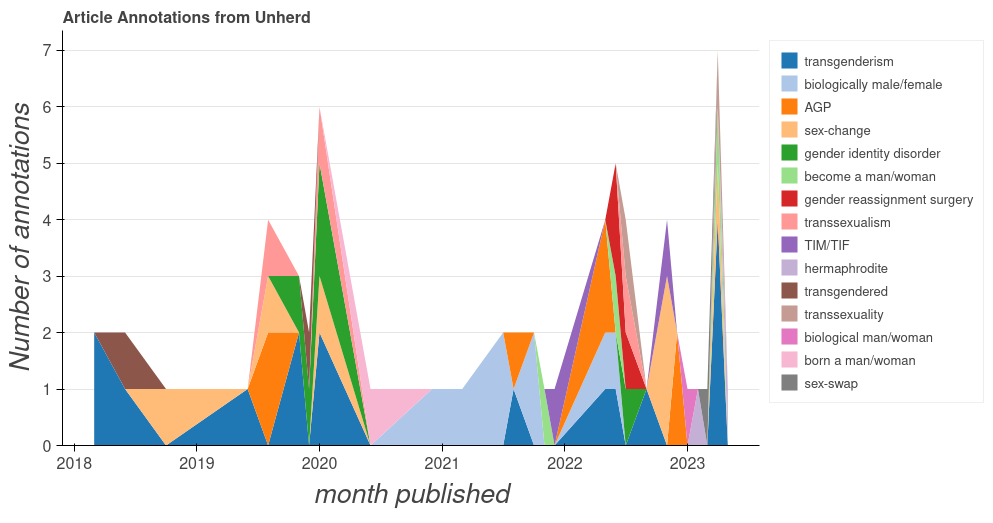 Article Annotations from Unherd
Number of annotations
7
6
5
4
3
2
1
0
2018
2019
2020
2021
2022
2023
month published
transgenderism
biologically male/female
AGP
sex-change
gender identity disorder
become a man/woman
gender reassignment surgery
transsexualism
TIM/TIF
hermaphrodite
transgendered
transsexuality
biological man/woman
born a man/woman
sex-swap